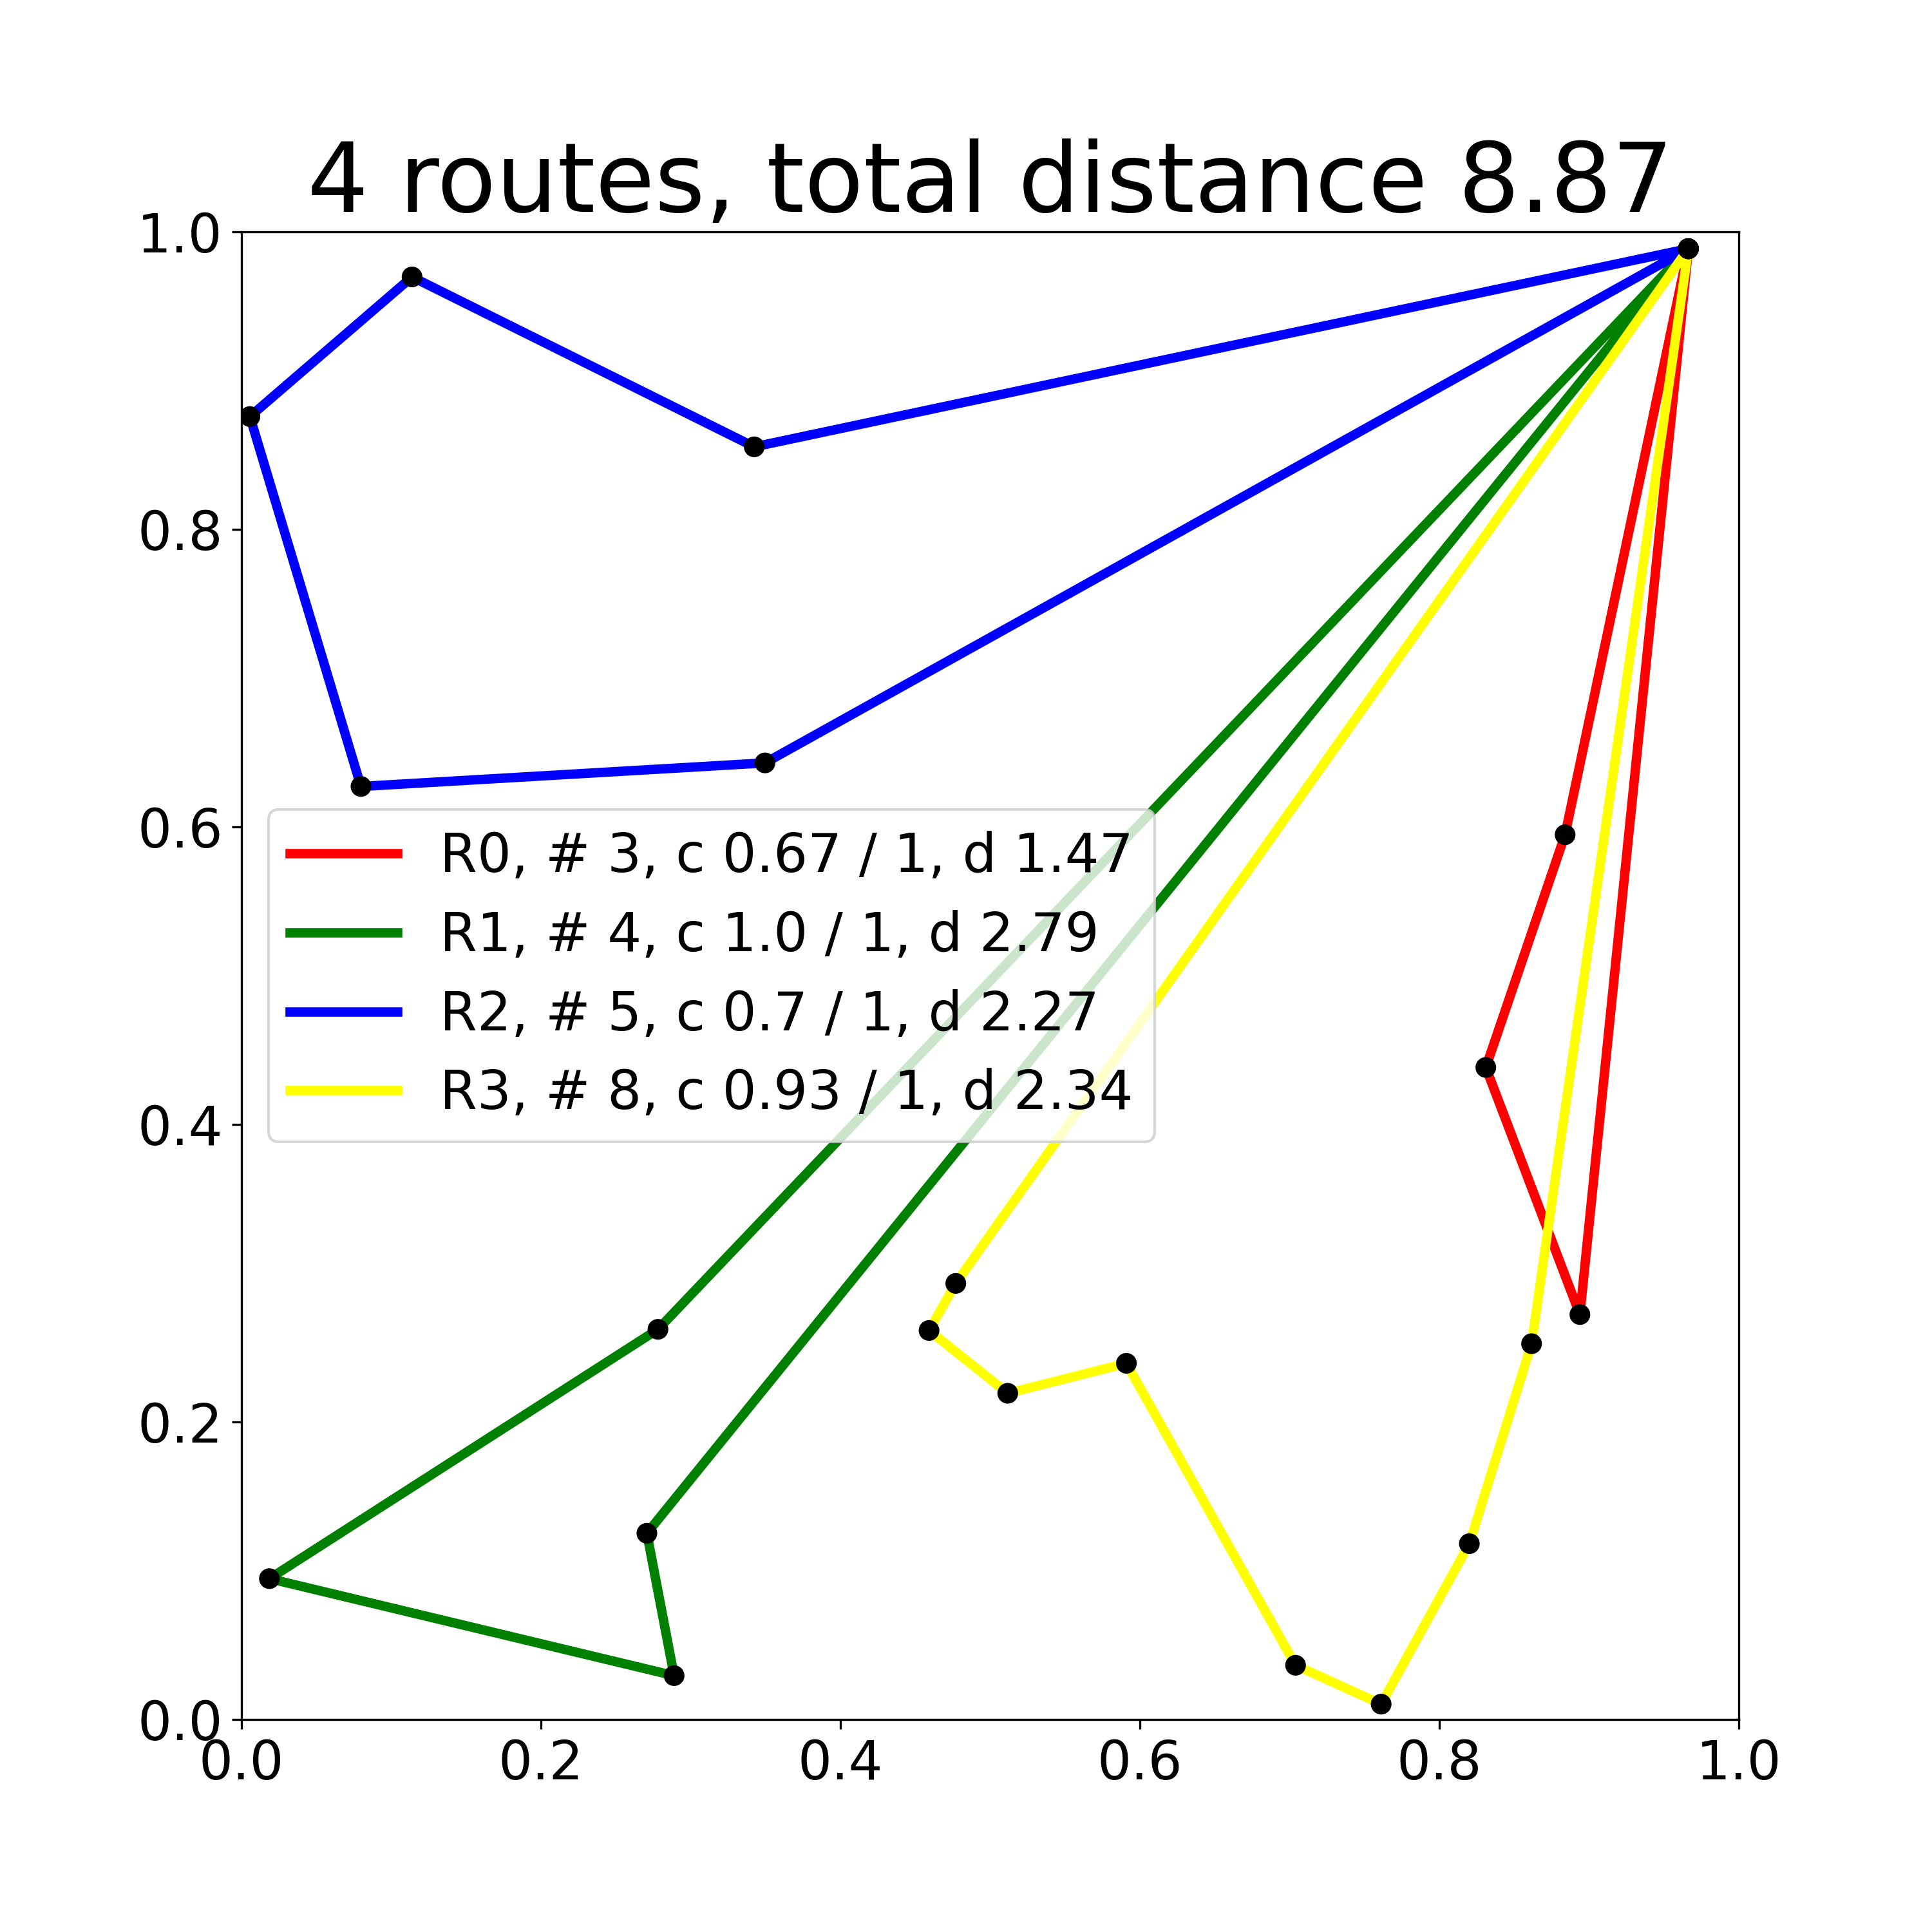 4 routes, total distance 8.87
1.0
0.8
0.6
0.4
0.2
0.0
R0, # 3, c 0.67 / 1, d 1.47
R1, # 4, c 1.0 / 1, d 2.79
R2, # 5, c 0.7 / 1, d 2.27
R3, # 8, c 0.93 / 1, d 2.34
0.0 0.2 0.4 0.6 0.8 1.0